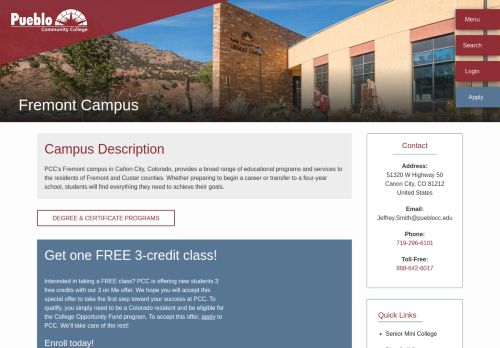 Pueblo
Community College
Menu
Search
Login
Apply
Fremont Campus
Campus Description
PCC's Fremont campus in Cañon City, Colorado, provides a broad range of educational programs and services to
the residents of Fremont and Custer counties. Whether preparing to begin a career or transfer to a four-year
school, students will find everything they need to achieve their goals.
DEGREE & CERTIFICATE PROGRAMS
Get one FREE 3-credit class!
Interested in taking a FREE class? PCC is offering new students 3
free credits with our 3 on Me offer. We hope you will accept this
special offer to take the first step toward your success at PCC. To
qualify, you simply need to be a Colorado resident and be eligible for
the College Opportunity Fund program. To accept this offer, apply
to PCC. We'll take care of the rest!
Enroll today!
Contact
Address:
51320 W Highway 50
Canon City, CO 81212
United States
Email:
Jeffrey.Smith@pueblocc.edu
Phone:
719-296-6101
Toll-Free:
888-642-6017
Quick Links
Senior Mini College